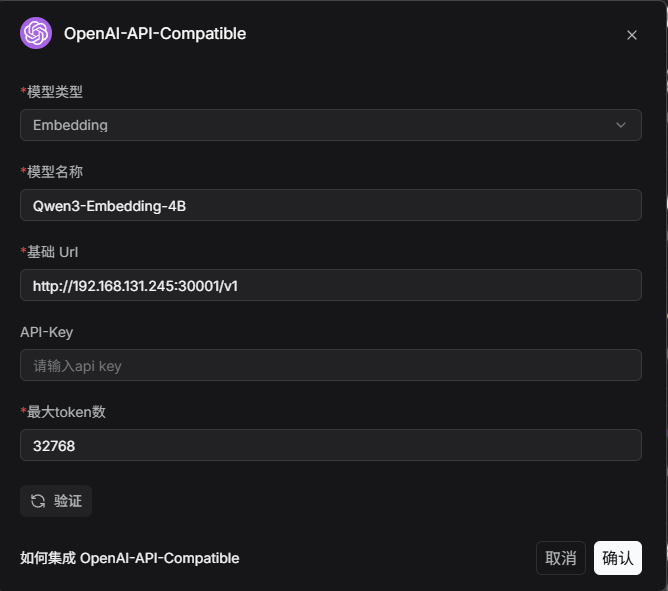 OpenAI-API-Compatible
*模型类型
Embedding
*模型名称
Qwen3-Embedding-4B
*基础 Url
http://192.168.131.245:30001/v1
API-Key
请输入api key
*最大token数
32768
验证
如何集成 OpenAI-API-Compatible
取消
确认